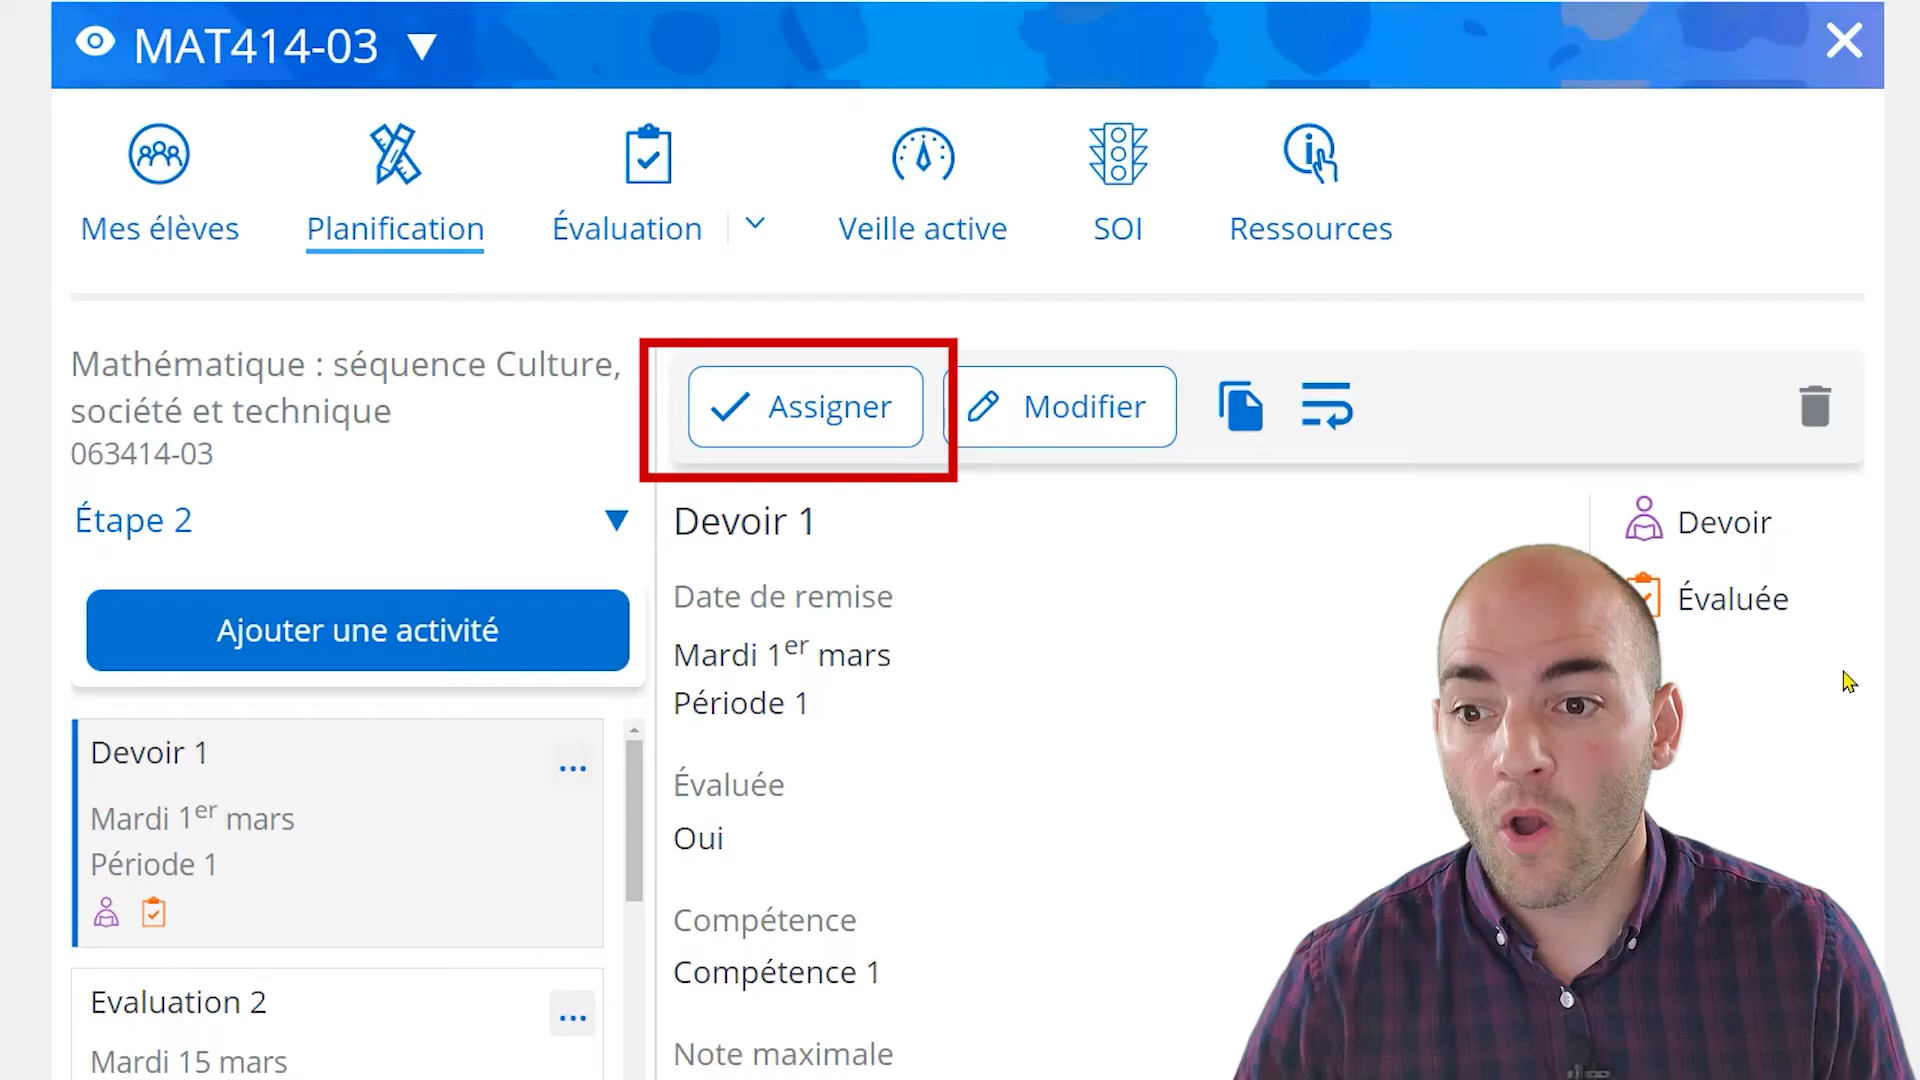 MAT414-03
Mes élèves
Planification
Évaluation
Veille active
SOI
Ressources
Mathématique : séquence Culture,
société et technique
063414-03
Étape 2
Ajouter une activité
Devoir 1
Mardi 1er mars
Période 1
Evaluation 2
Mardi 15 mars
Assigner
Modifier
Devoir 1
Date de remise
Mardi 1er mars
Période 1
Évaluée
Oui
Compétence
Compétence 1
Note maximale
Devoir
Évaluée